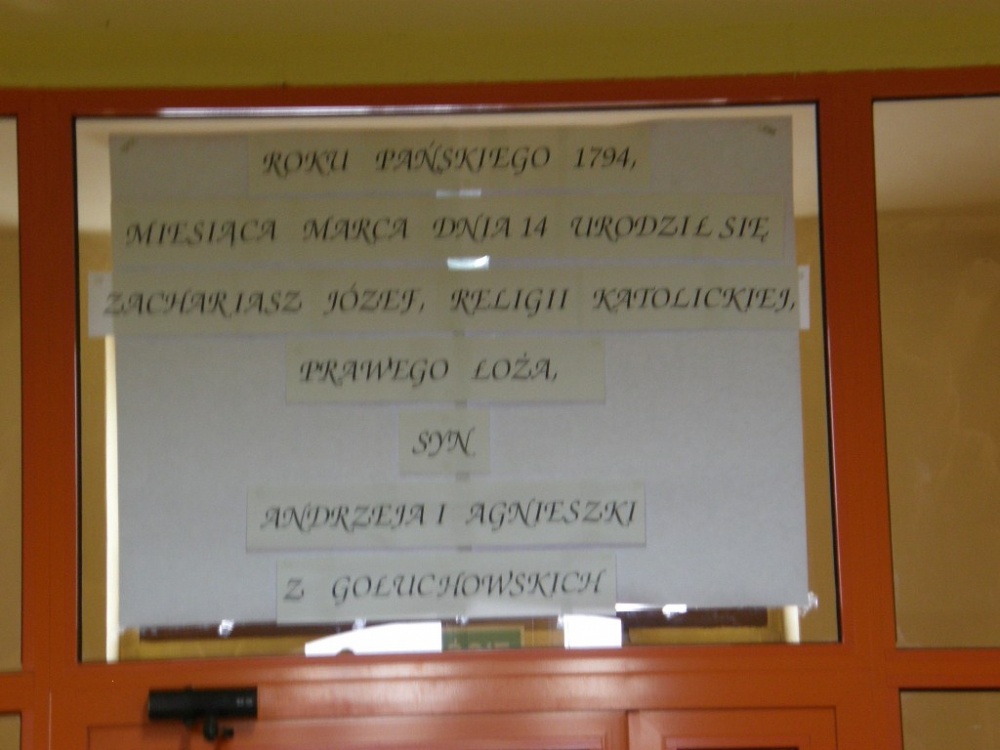 ROKU PAŃSKIEGO 1794,
MIESIĄCA MARCA DNIA 14 URODZIŁ SIĘ
ZACHARIASZ JÓZEF, RELIGII KATOLICKIEJ,
PRAWEGO ŁOŻA,
SYN
ANDRZEJA I AGNIESZKI
Z GOŁUCHOWSKICH